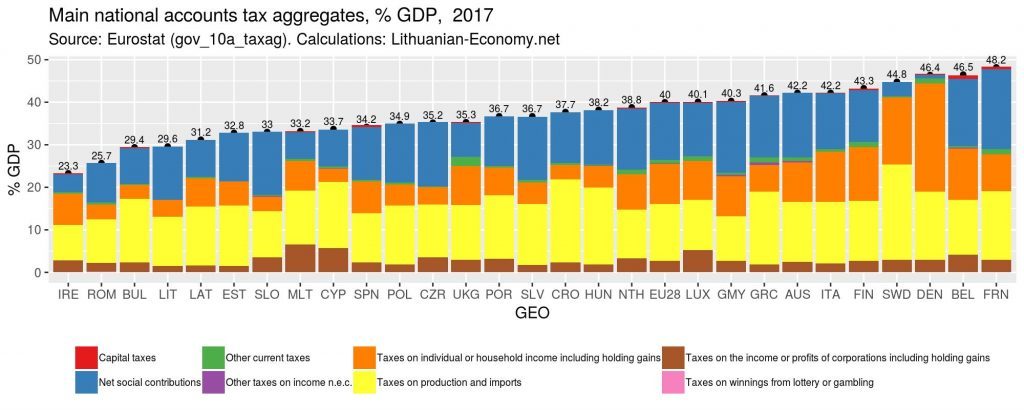 Main national accounts tax aggregates, % GDP,  2017
Source: Eurostat (gov_10a_taxag). Calculations: Lithuanian-Economy.net
% GDP
50
40
30
20
10
0
23.3 25.7 29.4 29.6 31.2 32.8 33 33.2 33.7 34.2 34.9 35.2 35.3 36.7 36.7 37.7 38.2 38.8 40 40.1 40.3 41.6 42.2 42.2 43.3 44.8 46.4 46.5 48.2
IRE ROM BUL LIT LAT EST SLO MLT CYP SPN POL CZR UKG POR SLV CRO HUN NTH EU28 LUX GMY GRC AUS ITA FIN SWD DEN BEL FRN
GEO
Capital taxes Other current taxes Taxes on individual or household income including holding gains Taxes on the income or profits of corporations including holding gains
Net social contributions Other taxes on income n.e.c. Taxes on production and imports Taxes on winnings from lottery or gambling